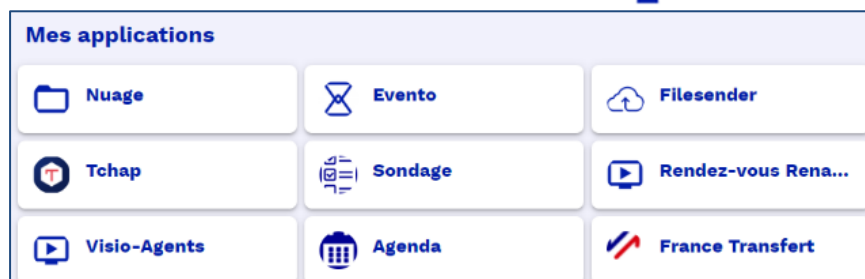 Mes applications
Nuage
Evento
Filesender
Tchap
Sondage
Rendez-vous Rena...
Visio-Agents
Agenda
France Transfert